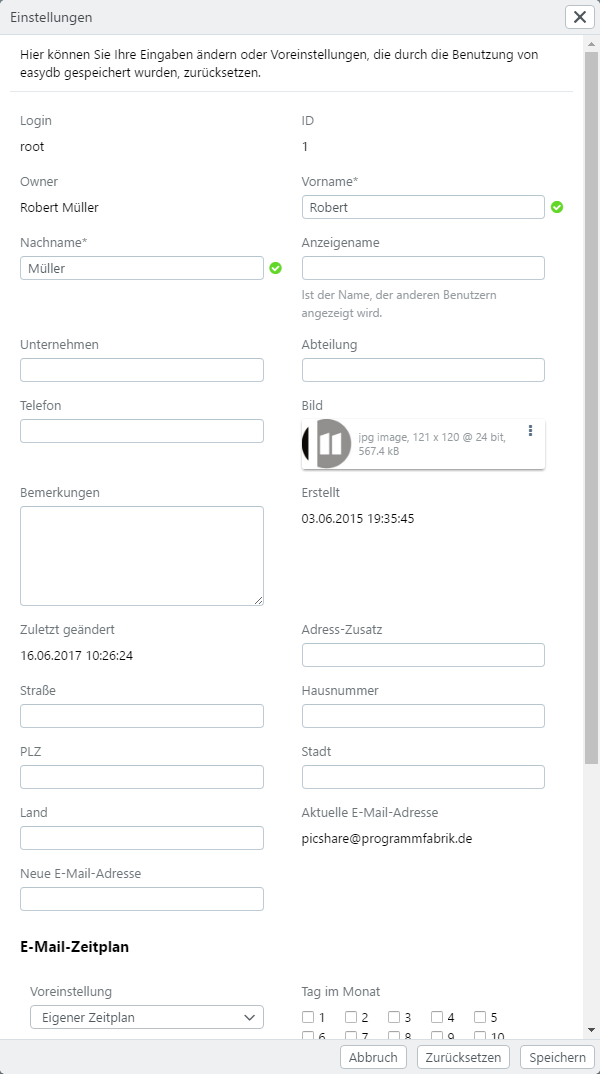 Einstellungen
Hier können Sie Ihre Eingaben ändern oder Voreinstellungen, die durch die Benutzung von
easydb gespeichert wurden, zurücksetzen.
Login
ID
root
1
Owner
Vorname*
Robert Müller
Robert
Nachname*
Anzeigename
Müller
Ist der Name, der anderen Benutzern
angezeigt wird.
Unternehmen
Abteilung
Telefon
Bild
jpg image, 121 x 120 @ 24 bit,
567.4 kB
Bemerkungen
Erstellt
03.06.2015 19:35:45
Zuletzt geändert
Adress-Zusatz
16.06.2017 10:26:24
Straße
Hausnummer
PLZ
Stadt
Land
Aktuelle E-Mail-Adresse
picshare@programmfabrik.de
Neue E-Mail-Adresse
E-Mail-Zeitplan
Voreinstellung
Tag im Monat
Eigener Zeitplan
1 2 3 4 5
6 7 8 9 10
Abbruch Zurücksetzen Speichern